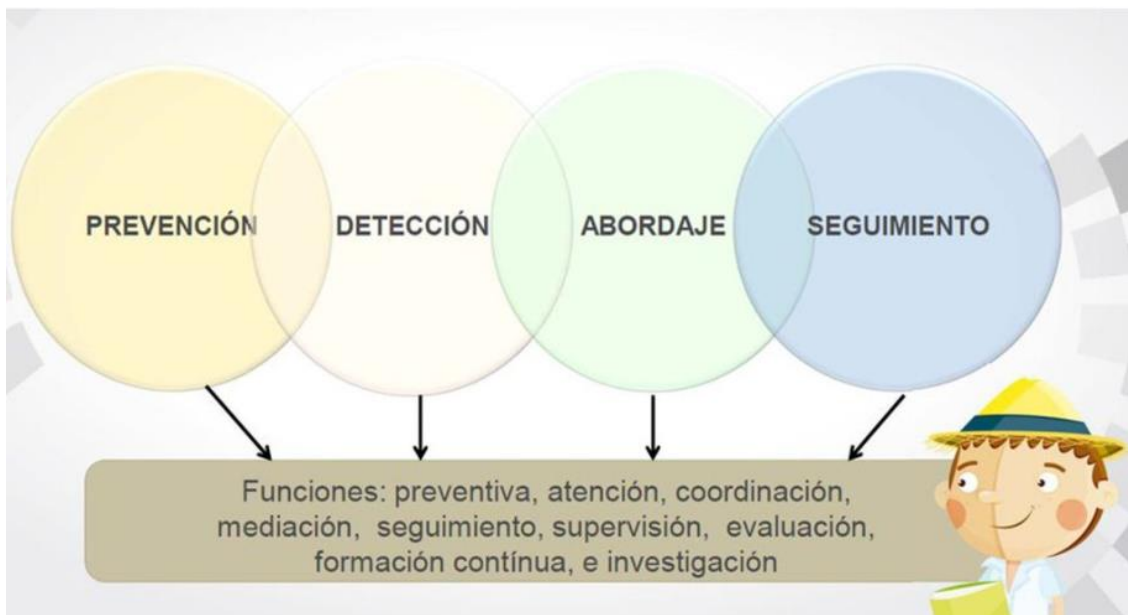 PREVENCIÓN
DETECCIÓN
ABORDAJE
SEGUIMIENTO
Funciones: preventiva, atención, coordinación,
mediación, seguimiento, supervisión, evaluación,
formación contínua, e investigación